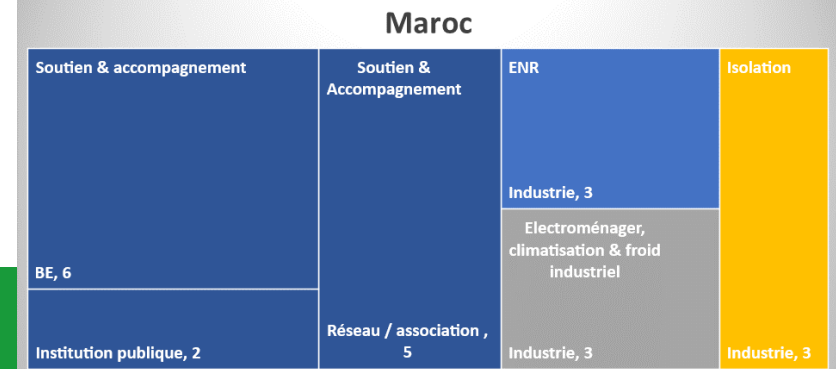 Maroc
Soutien & accompagnement
BE, 6
Institution publique, 2
Soutien &
Accompagnement
Réseau / association ,
5
ENR
Industrie, 3
Electroménager,
climatisation & froid
industriel
Industrie, 3
Isolation
Industrie, 3